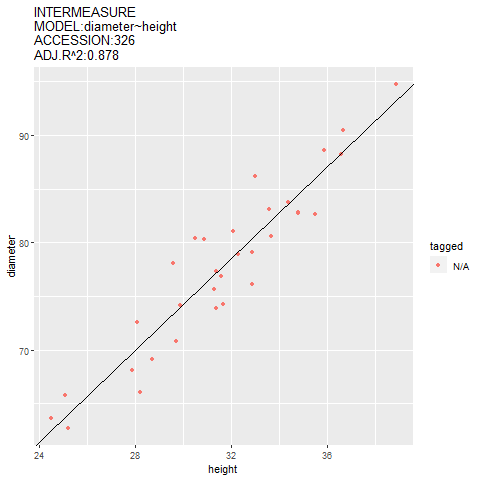 INTERMEASURE
MODEL:diameter~height
ACCESSION:326
ADJ.R^2:0.878
90
80
70
diameter
24
28
32
36
height
tagged
N/A